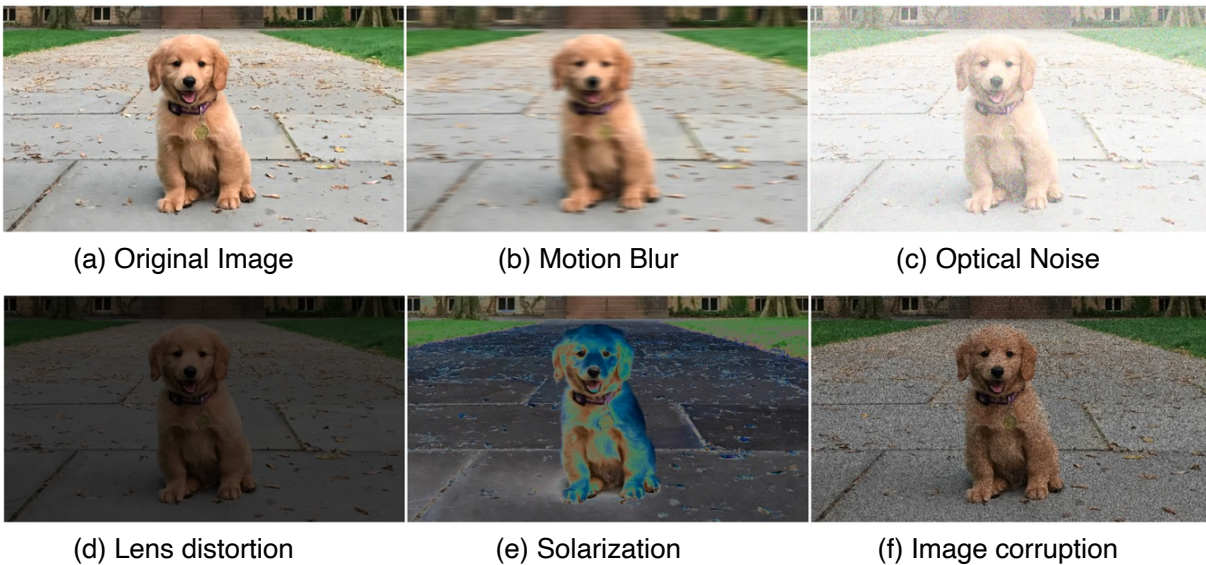 (a) Original Image
(b) Motion Blur
(c) Optical Noise
(d) Lens distortion
(e) Solarization
(f) Image corruption